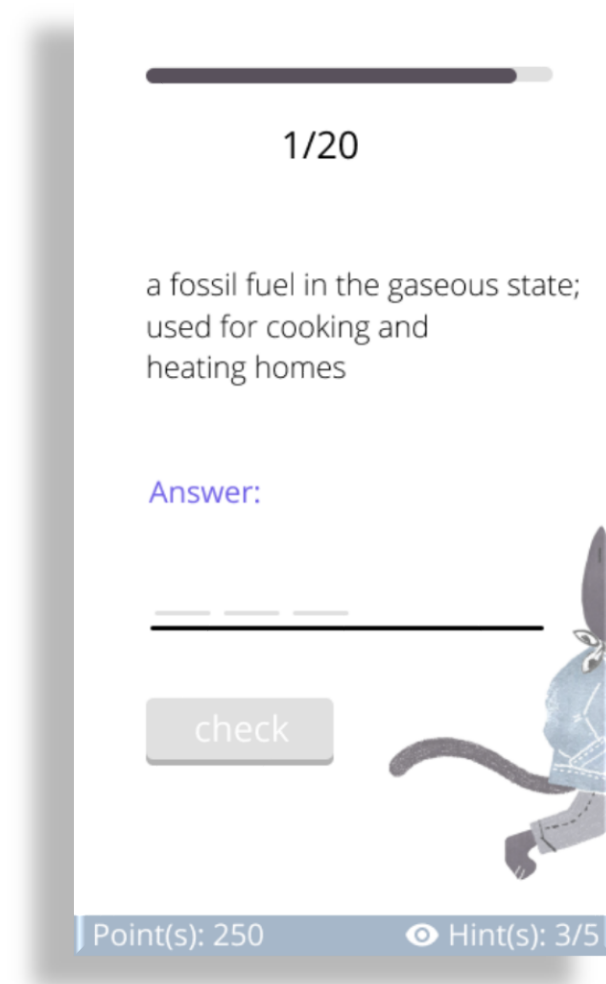 1/20
a fossil fuel in the gaseous state;
used for cooking and
heating homes
Answer:
check
Point(s): 250
Hint(s): 3/5